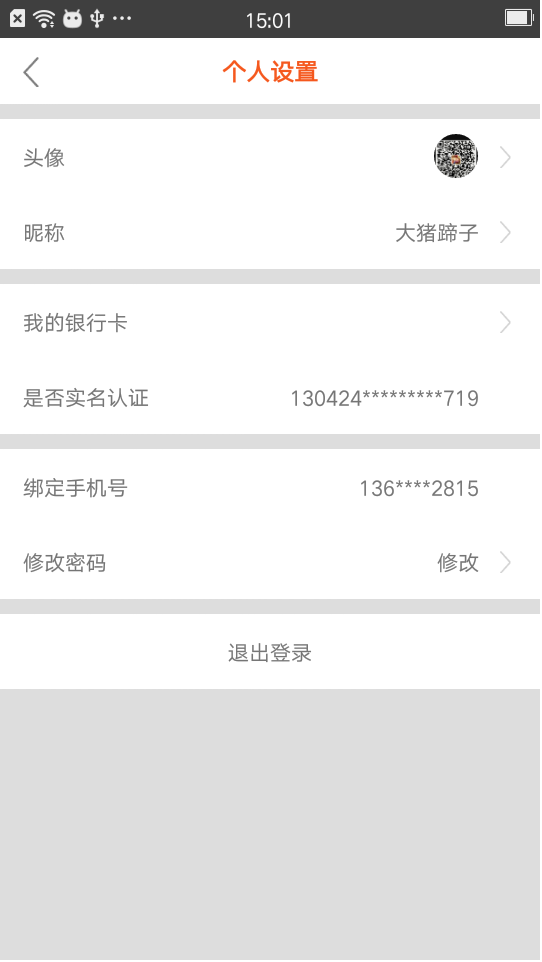 15:01
个人设置
头像
昵称 大猪蹄子
我的银行卡
是否实名认证 130424*********719
绑定手机号 136****2815
修改密码 修改
退出登录